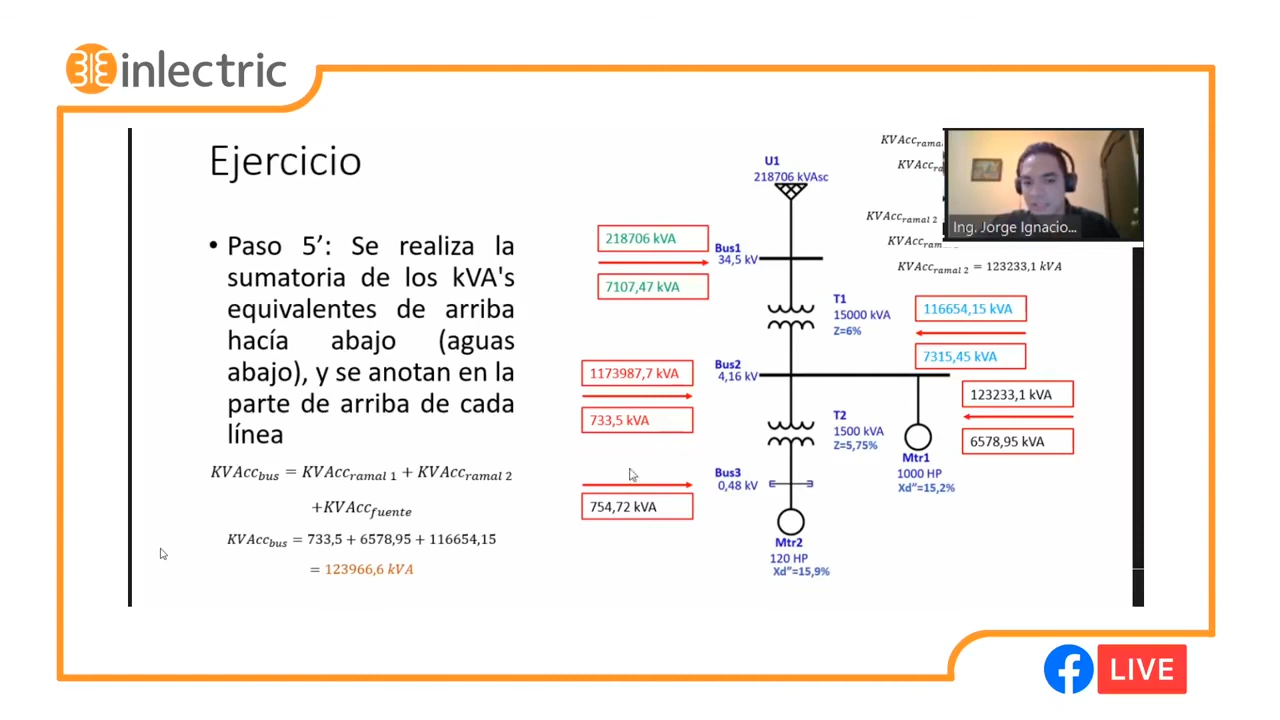 inlectric
Ejercicio
• Paso 5’: Se realiza la
sumatoria de los kVA's
equivalentes de arriba
hacía abajo (aguas
abajo), y se anotan en la
parte de arriba de cada
línea
KVAcc_bus = KVAcc_ramal 1 + KVAcc_ramal 2
+KVAcc_fuente
KVAcc_bus = 733,5 + 6578,95 + 116654,15
= 123966,6 kVA
U1
218706 kVAsc
218706 kVA
7107,47 kVA
Bus1
34,5 kV
T1
15000 kVA
Z=6%
116654,15 kVA
7315,45 kVA
1173987,7 kVA
733,5 kVA
Bus2
4,16 kV
123233,1 kVA
6578,95 kVA
T2
1500 kVA
Z=5,75%
Mtr1
1000 HP
Xd”=15,2%
754,72 kVA
Bus3
0,48 kV
Mtr2
120 HP
Xd”=15,9%
KVAcc_ramal 2
KVAcc_ramal 2 = 123233,1 kVA
Ing. Jorge Ignacio...
LIVE